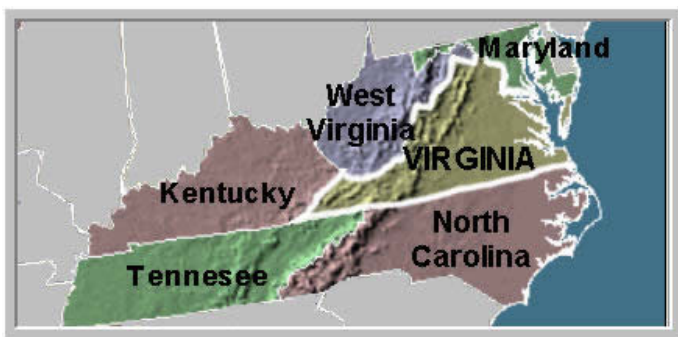 Maryland
West
Virginia
VIRGINIA
Kentucky
North
Carolina
Tennesee